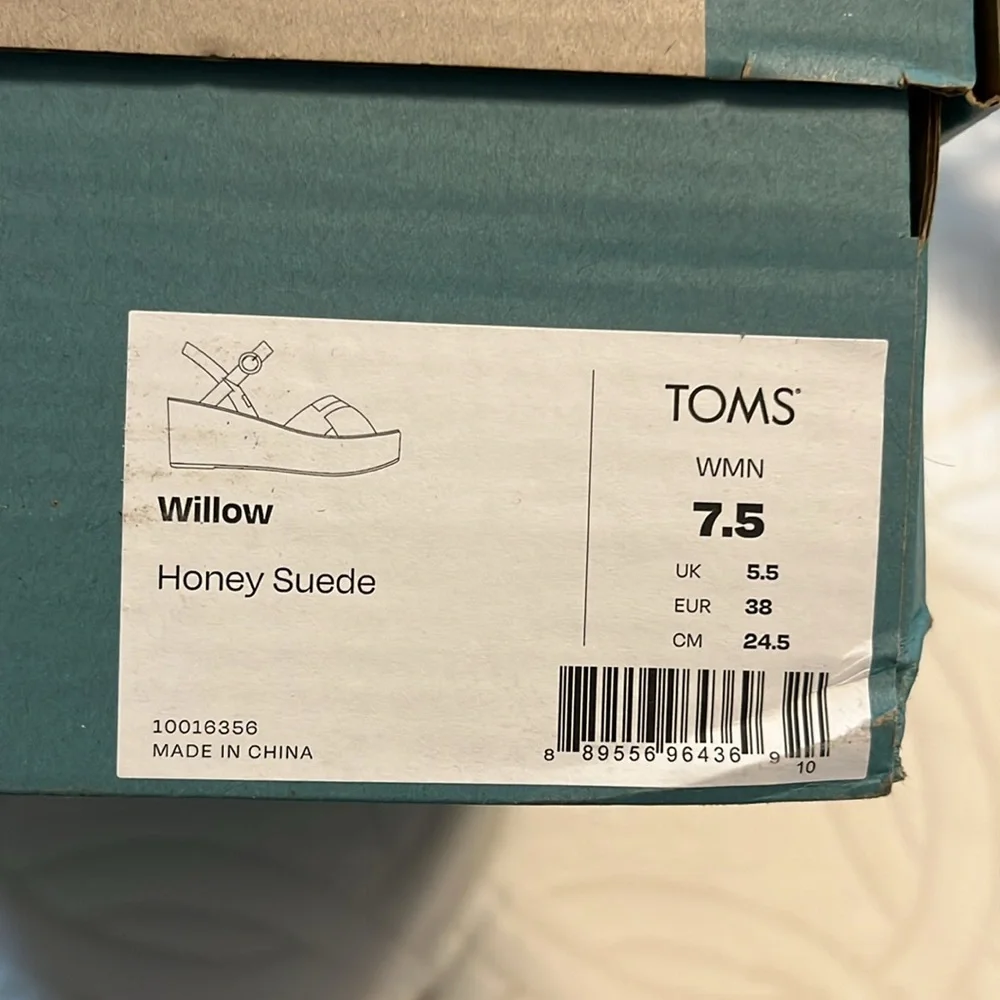 Willow
Honey Suede
10016356
MADE IN CHINA
TOMS®
WMN
7.5
UK 5.5
EUR 38
CM 24.5
8 89556 96436 9
10